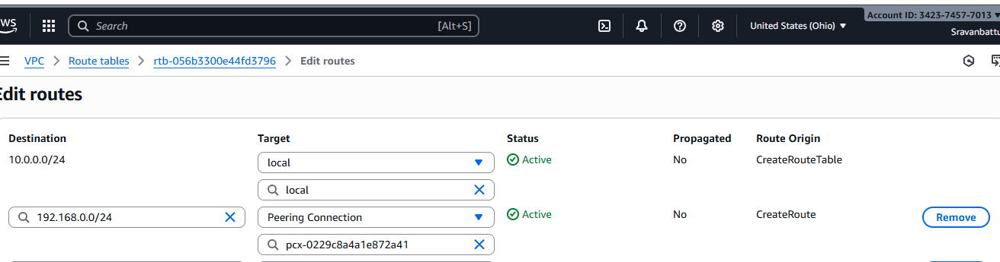 WS
Search [Alt+S]
United States (Ohio)
Account ID: 3423-7457-7013
Sravanbattu
VPC > Route tables > rtb-056b3300e44fd3796 > Edit routes
Edit routes
Destination Target Status Propagated Route Origin
10.0.0.0/24 local Active No CreateRouteTable
local
192.168.0.0/24 Peering Connection Active No CreateRoute Remove
pcx-0229c8a4a1e872a41